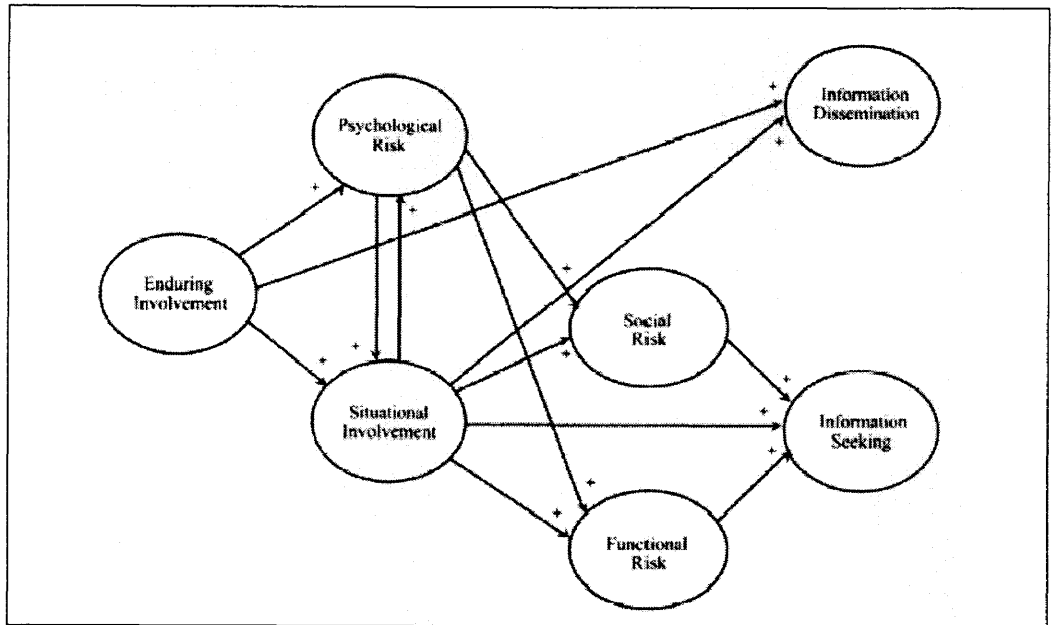 Information
Dissemination
+
+
Psychological
Risk
+
+
Enduring
Involvement
+
+
+
Social
Risk
+
+
+
Situational
Involvement
+
Information
Seeking
+
+
+
Functional
Risk